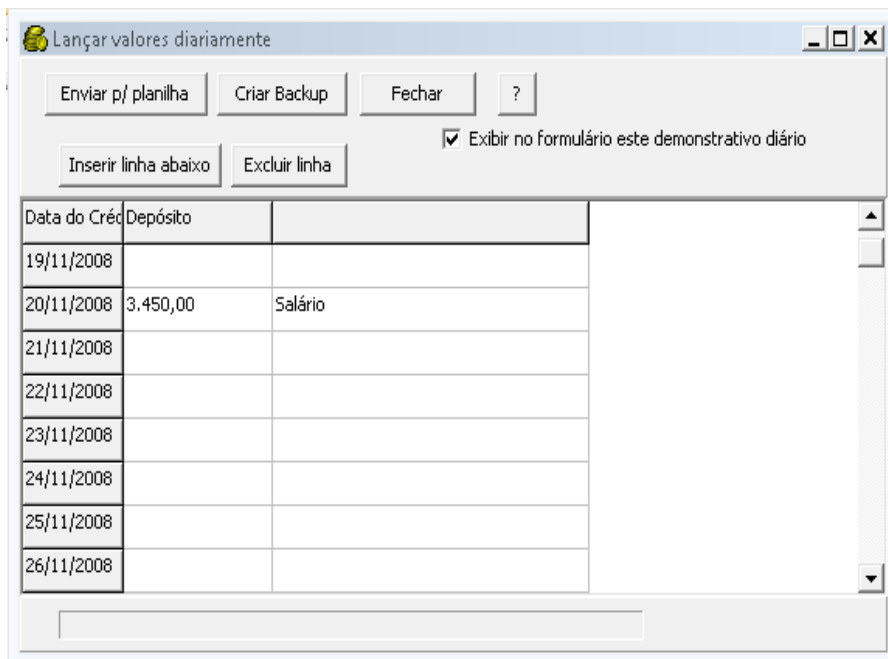 Lançar valores diariamente
Enviar p/ planilha Criar Backup Fechar ?
Exibir no formulário este demonstrativo diário
Inserir linha abaixo Excluir linha
Data do Créd Depósito
19/11/2008
20/11/2008 3.450,00 Salário
21/11/2008
22/11/2008
23/11/2008
24/11/2008
25/11/2008
26/11/2008